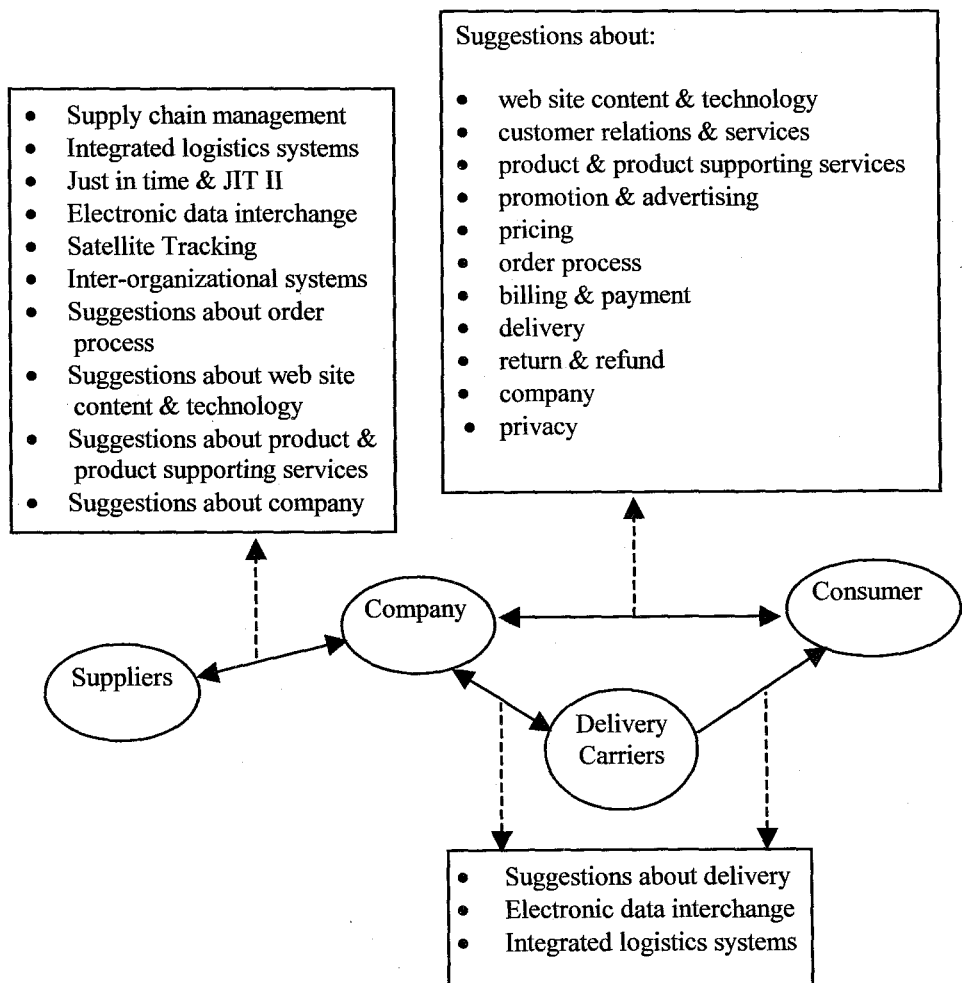 Suggestions about:
• web site content & technology
• customer relations & services
• product & product supporting services
• promotion & advertising
• pricing
• order process
• billing & payment
• delivery
• return & refund
• company
• privacy
• Supply chain management
• Integrated logistics systems
• Just in time & JIT II
• Electronic data interchange
• Satellite Tracking
• Inter-organizational systems
• Suggestions about order
process
• Suggestions about web site
content & technology
• Suggestions about product &
product supporting services
• Suggestions about company
Company
Consumer
Suppliers
Delivery
Carriers
• Suggestions about delivery
• Electronic data interchange
• Integrated logistics systems